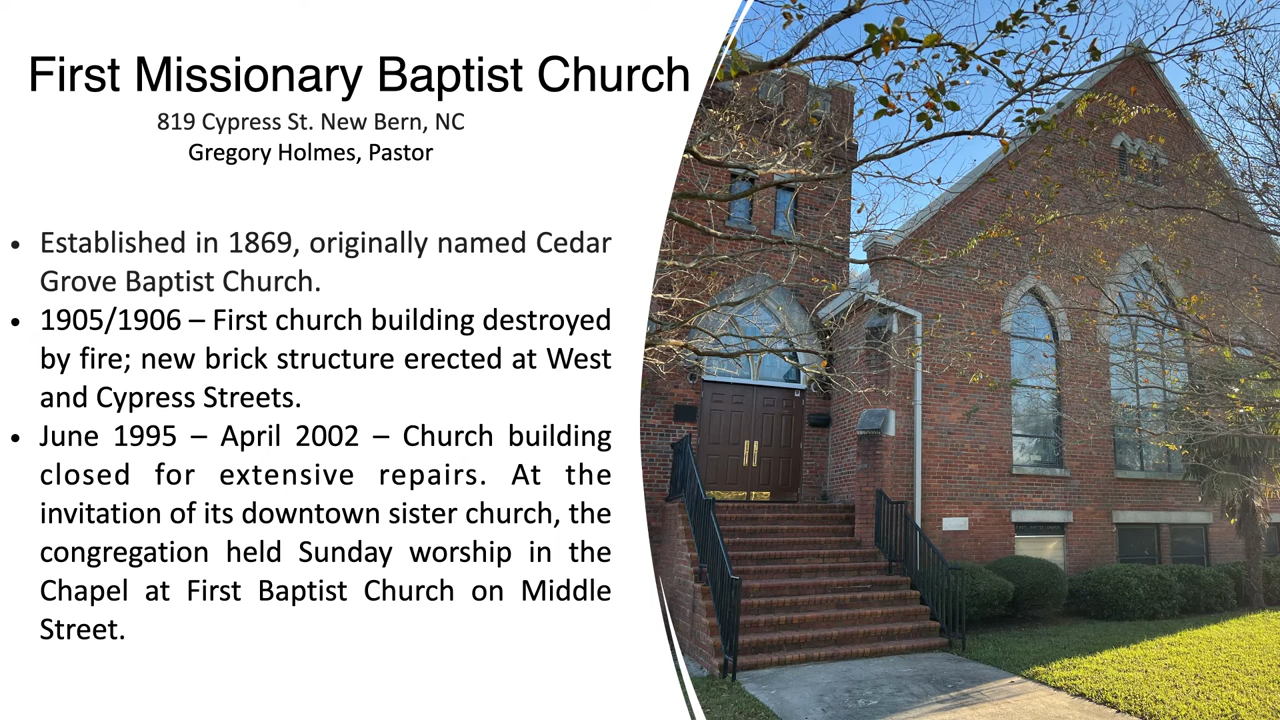 First Missionary Baptist Church
819 Cypress St. New Bern, NC
Gregory Holmes, Pastor
• Established in 1869, originally named Cedar
Grove Baptist Church.
• 1905/1906 – First church building destroyed
by fire; new brick structure erected at West
and Cypress Streets.
• June 1995 – April 2002 – Church building
closed for extensive repairs. At the
invitation of its downtown sister church, the
congregation held Sunday worship in the
Chapel at First Baptist Church on Middle
Street.